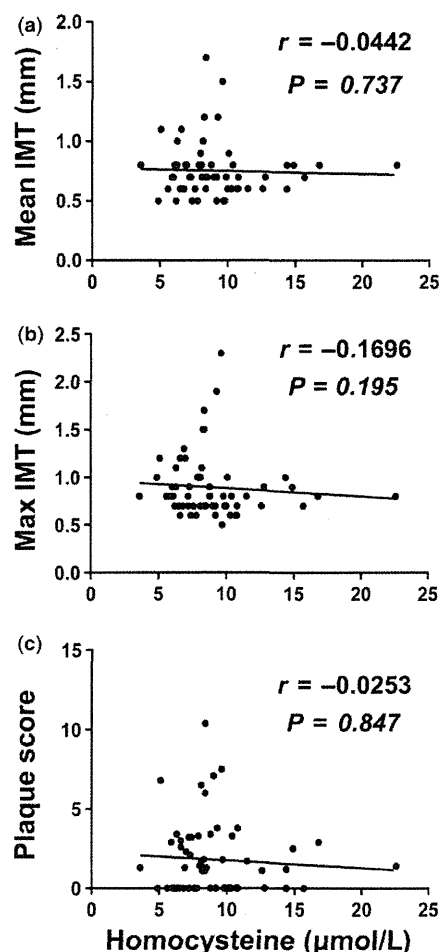 (a)
2.0
1.5
1.0
0.5
0.0
Mean IMT (mm)
r = –0.0442
P = 0.737
0 5 10 15 20 25
(b)
2.5
2.0
1.5
1.0
0.5
0.0
Max IMT (mm)
r = –0.1696
P = 0.195
0 5 10 15 20 25
(c)
15
10
5
0
Plaque score
r = –0.0253
P = 0.847
0 5 10 15 20 25
Homocysteine (μmol/L)